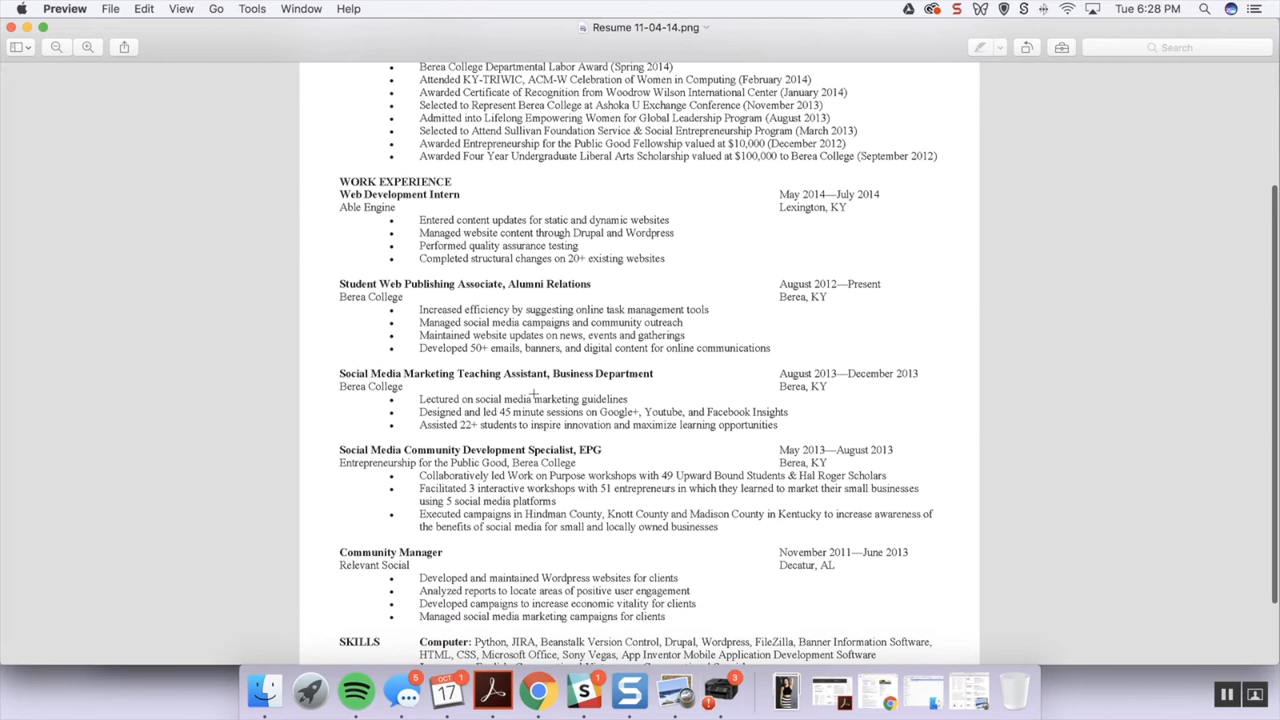 Preview File Edit View Go Tools Window Help Tue 6:28 PM
Resume 11-04-14.png
Search
Berea College Departmental Labor Award (Spring 2014)
• Attended KY-TRIWIC, ACM-W Celebration of Women in Computing (February 2014)
• Awarded Certificate of Recognition from Woodrow Wilson International Center (January 2014)
• Selected to Represent Berea College at Ashoka U Exchange Conference (November 2013)
• Admitted into Lifelong Empowering Women for Global Leadership Program (August 2013)
• Selected to Attend Sullivan Foundation Service & Social Entrepreneurship Program (March 2013)
• Awarded Entrepreneurship for the Public Good Fellowship valued at $10,000 (December 2012)
• Awarded Four Year Undergraduate Liberal Arts Scholarship valued at $100,000 to Berea College (September 2012)
WORK EXPERIENCE
Web Development Intern May 2014—July 2014
Able Engine Lexington, KY
• Entered content updates for static and dynamic websites
• Managed website content through Drupal and Wordpress
• Performed quality assurance testing
• Completed structural changes on 20+ existing websites
Student Web Publishing Associate, Alumni Relations August 2012—Present
Berea College Berea, KY
• Increased efficiency by suggesting online task management tools
• Managed social media campaigns and community outreach
• Maintained website updates on news, events and gatherings
• Developed 50+ emails, banners, and digital content for online communications
Social Media Marketing Teaching Assistant, Business Department August 2013—December 2013
Berea College Berea, KY
• Lectured on social media marketing guidelines
• Designed and led 45 minute sessions on Google+, Youtube, and Facebook Insights
• Assisted 22+ students to inspire innovation and maximize learning opportunities
Social Media Community Development Specialist, EPG May 2013—August 2013
Entrepreneurship for the Public Good, Berea College Berea, KY
• Collaboratively led Work on Purpose workshops with 49 Upward Bound Students & Hal Roger Scholars
• Facilitated 3 interactive workshops with 51 entrepreneurs in which they learned to market their small businesses
using 5 social media platforms
• Executed campaigns in Hindman County, Knott County and Madison County in Kentucky to increase awareness of
the benefits of social media for small and locally owned businesses
Community Manager November 2011—June 2013
Relevant Social Decatur, AL
• Developed and maintained Wordpress websites for clients
• Analyzed reports to locate areas of positive user engagement
• Developed campaigns to increase economic vitality for clients
• Managed social media marketing campaigns for clients
SKILLS Computer: Python, JIRA, Beanstalk Version Control, Drupal, Wordpress, FileZilla, Banner Information Software,
HTML, CSS, Microsoft Office, Sony Vegas, App Inventor Mobile Application Development Software
5 OCT 17 1 1 3